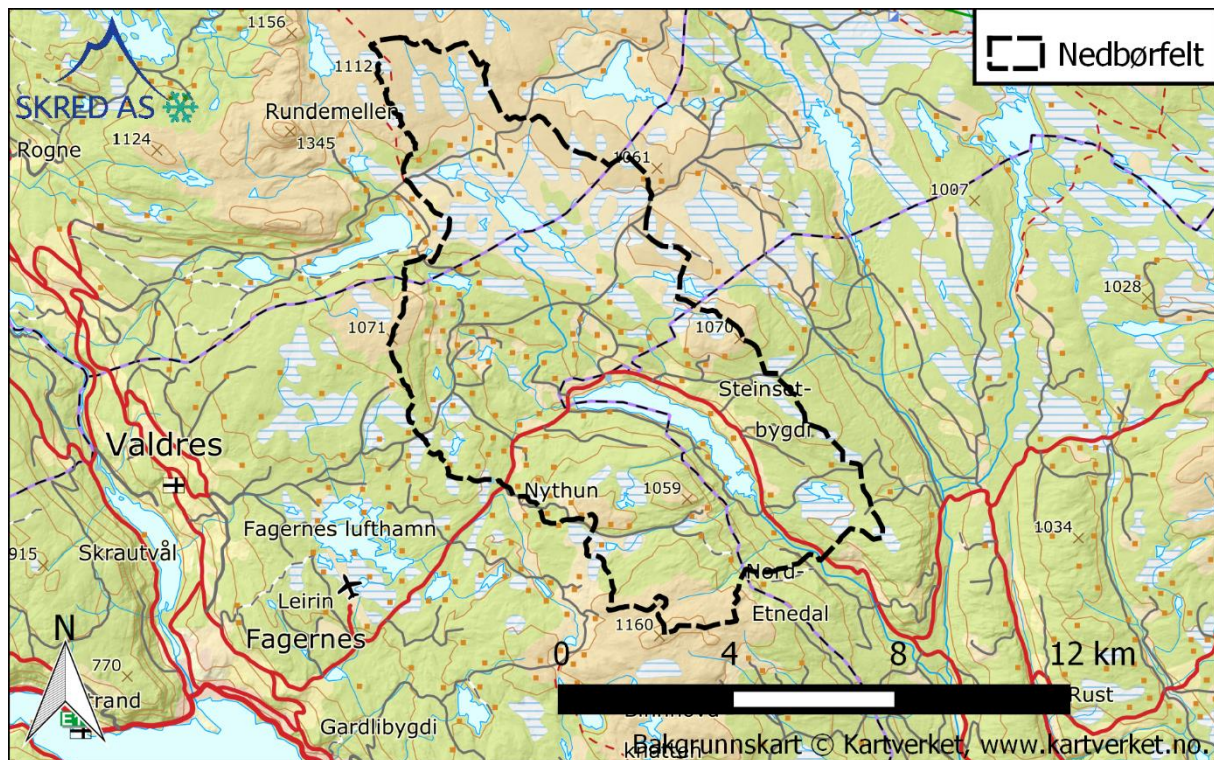 1156
Nedbørfelt
1112
SKRED AS
Rundemellen
1124
1345
Rogne
1061
1007
1028
1071
1070
Steinset-
bygdi
Valdres
Nythun
1059
Fagernes lufthamn
1034
915
Skrautvål
Nord-
Leirin
Etnedal
Fagernes
1160
N
0 4 8 12 km
770
trand
Rust
Gardlibygdi
Bakgrunnskart © Kartverket, www.kartverket.no.